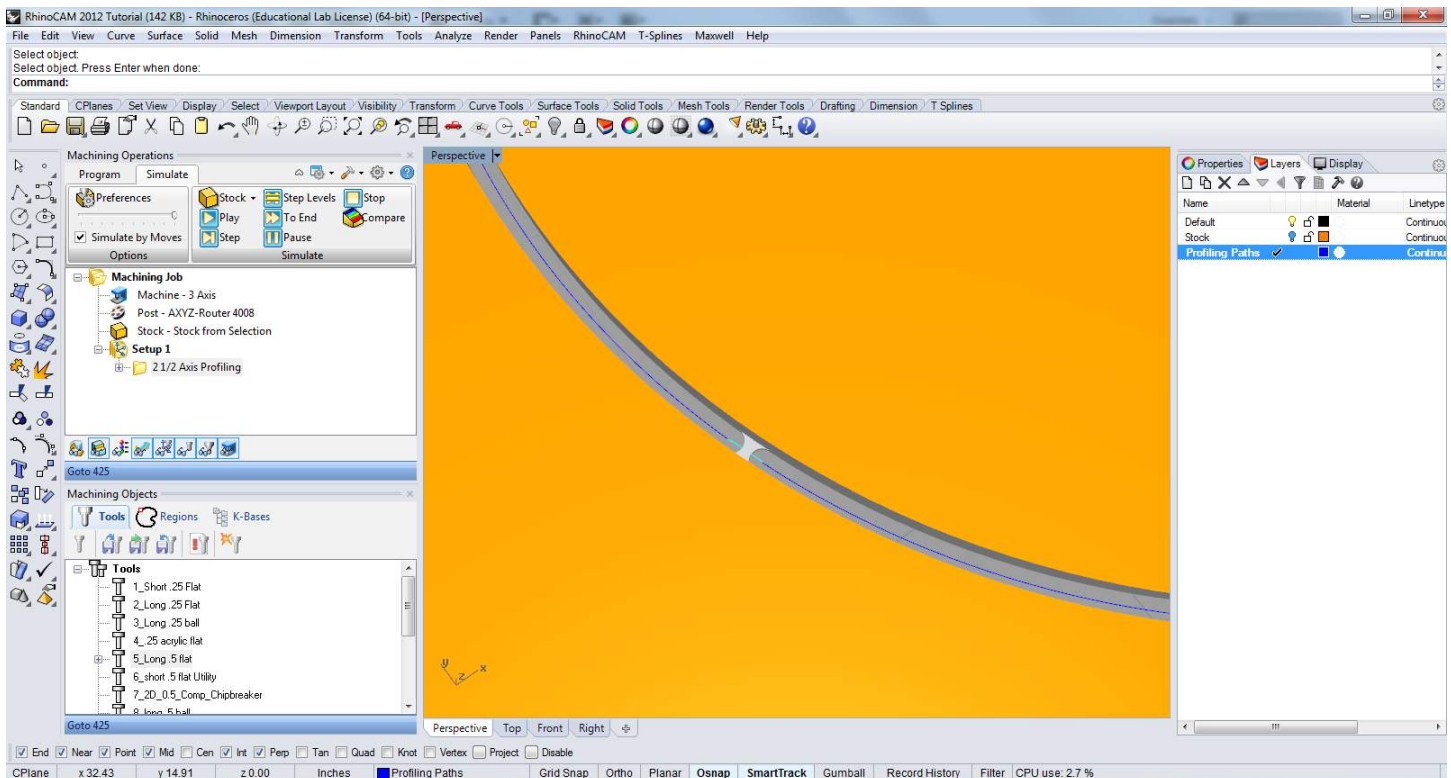 RhinoCAM 2012 Tutorial (142 KB) - Rhinoceros (Educational Lab License) (64-bit) - [Perspective]
File Edit View Curve Surface Solid Mesh Dimension Transform Tools Analyze Render Panels RhinoCAM T-Splines Maxwell Help
Select object:
Select object. Press Enter when done:
Command:
Standard CPlanes Set View Display Select Viewport Layout Visibility Transform Curve Tools Surface Tools Solid Tools Mesh Tools Render Tools Drafting Dimension T Splines
Machining Operations
Program Simulate
Preferences
Simulate by Moves
Options
Stock Step Levels Stop
Play To End Compare
Step Pause
Simulate
Machining Job
Machine - 3 Axis
Post - AXYZ-Router 4008
Stock - Stock from Selection
Setup 1
2 1/2 Axis Profiling
Goto 425
Machining Objects
Tools Regions K-Bases
Tools
1_Short .25 Flat
2_Long .25 Flat
3_Long .25 ball
4_.25 acrylic flat
5_Long .5 flat
6_short .5 flat Utility
7_2D_0.5_Comp_Chipbreaker
8_long .5 ball
Goto 425
Perspective
y
z x
Perspective Top Front Right
Properties Layers Display
Name Material Linetype
Default Continuou
Stock Continuou
Profiling Paths Continu
End Near Point Mid Cen Int Perp Tan Quad Knot Vertex Project Disable
CPlane x 32.43 y 14.91 z 0.00 Inches Profiling Paths Grid Snap Ortho Planar Osnap SmartTrack Gumball Record History Filter CPU use: 2.7 %